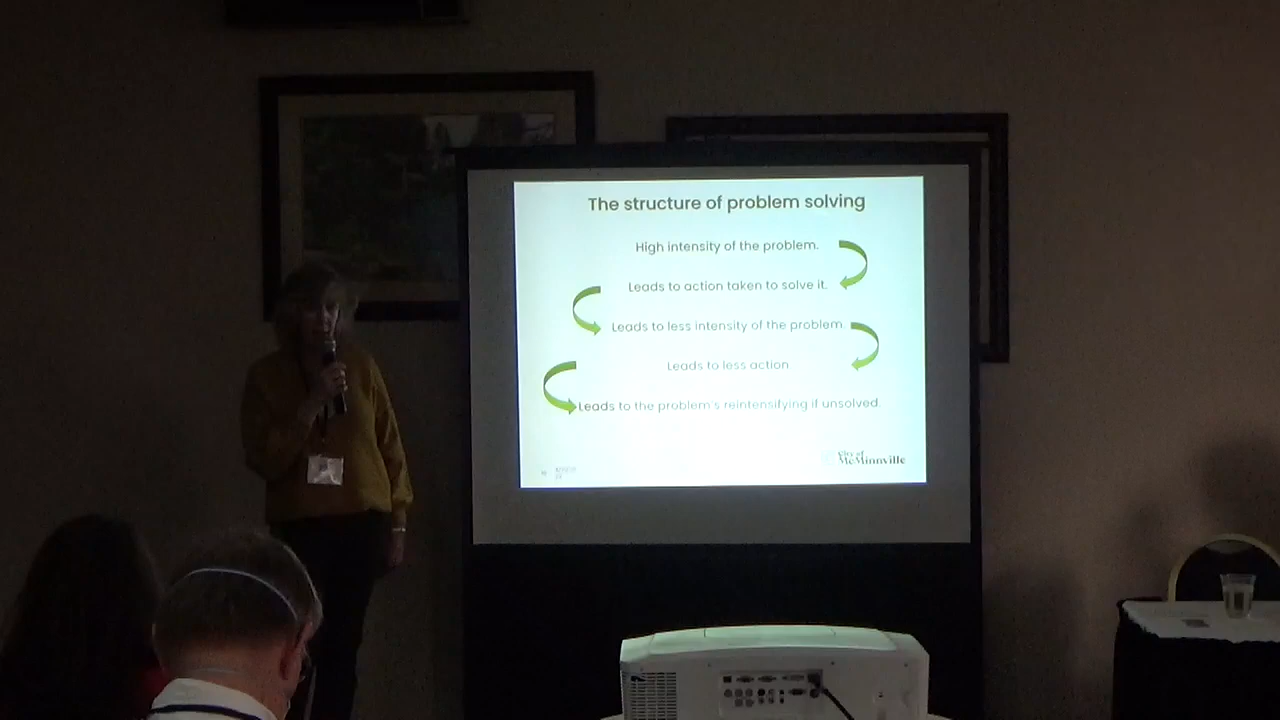 The structure of problem solving
High intensity of the problem.
Leads to action taken to solve it.
Leads to less intensity of the problem
Leads to less action
Leads to the problem's reintensifying if unsolved.
City of
McMinnville